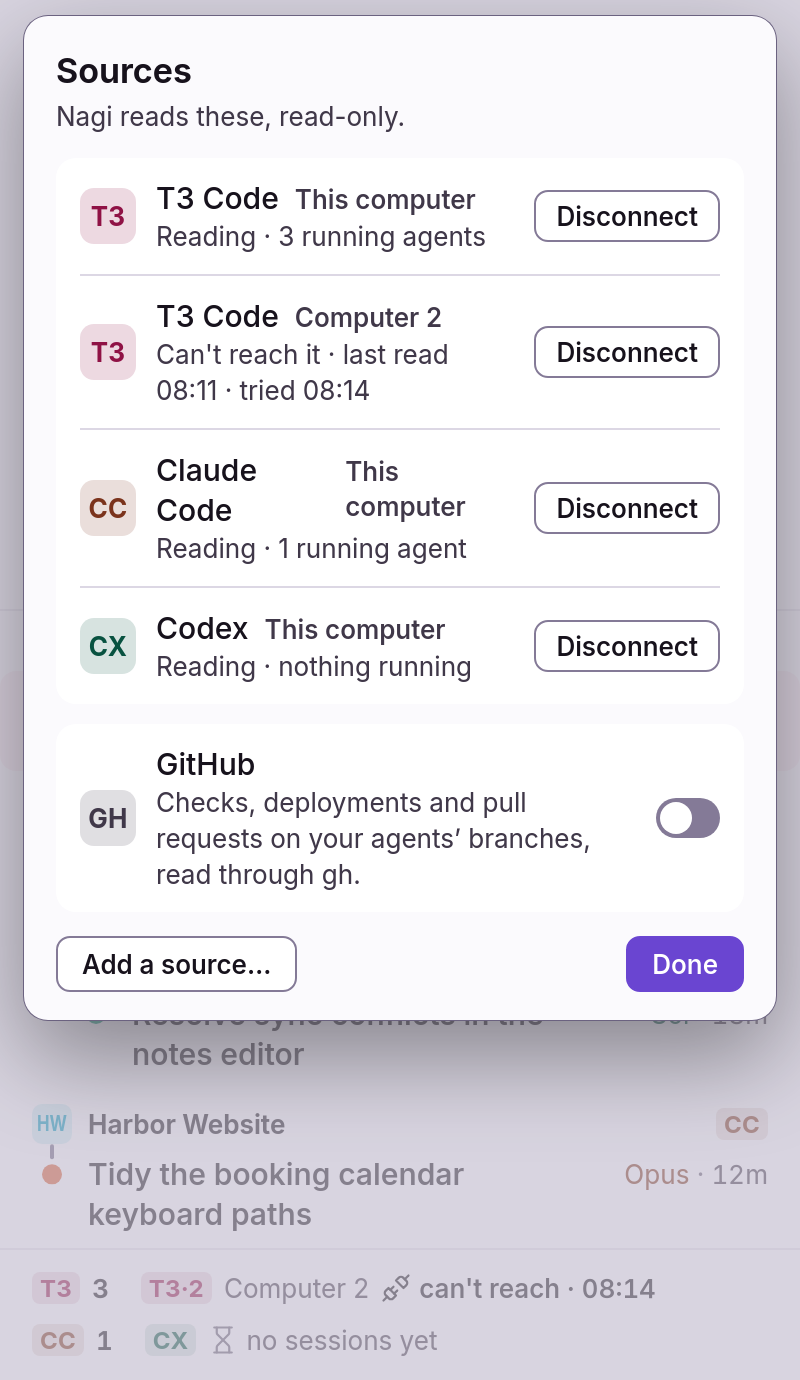 Sources
Nagi reads these, read-only.
T3
T3 Code This computer
Reading · 3 running agents
Disconnect
T3
T3 Code Computer 2
Can't reach it · last read
08:11 · tried 08:14
Disconnect
CC
Claude
Code
This
computer
Reading · 1 running agent
Disconnect
CX
Codex This computer
Reading · nothing running
Disconnect
GH
GitHub
Checks, deployments and pull
requests on your agents’ branches,
read through gh.
Add a source…
Done
Resolve sync conflicts in the
notes editor
HW Harbor Website CC
Tidy the booking calendar Opus · 12m
keyboard paths
T3 3 T3·2 Computer 2 can't reach · 08:14
CC 1 CX no sessions yet